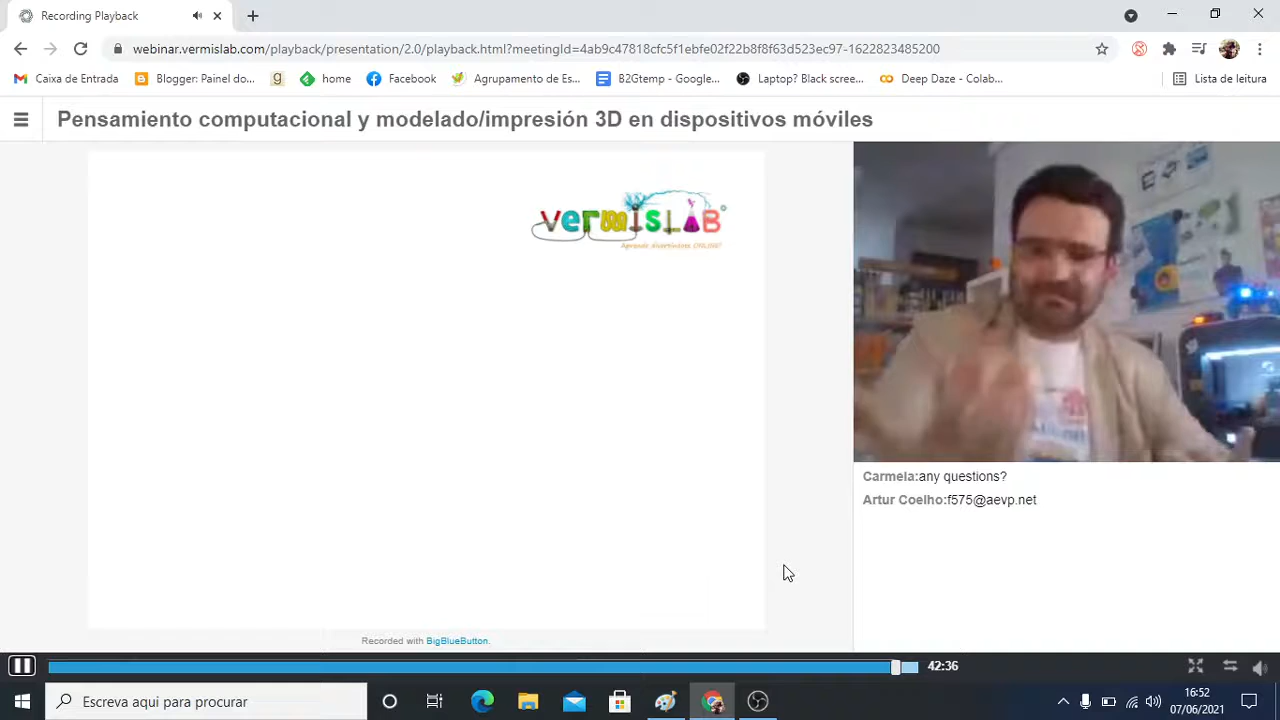 Recording Playback
webinar.vermislab.com/playback/presentation/2.0/playback.html?meetingId=4ab9c47818cfc5f1ebfe02f22b8f8f63d523ec97-1622823485200
Caixa de Entrada Blogger: Painel do... home Facebook Agrupamento de Es... B2Gtemp - Google... Laptop? Black scree... Deep Daze - Colab... Lista de leitura
Pensamiento computacional y modelado/impresión 3D en dispositivos móviles
vermisLAB
Aprende divertirtiros ONLINE!
Carmela:any questions?
Artur Coelho:f575@aevp.net
Recorded with BigBlueButton.
42:36
Escreva aqui para procurar
16:52
07/06/2021